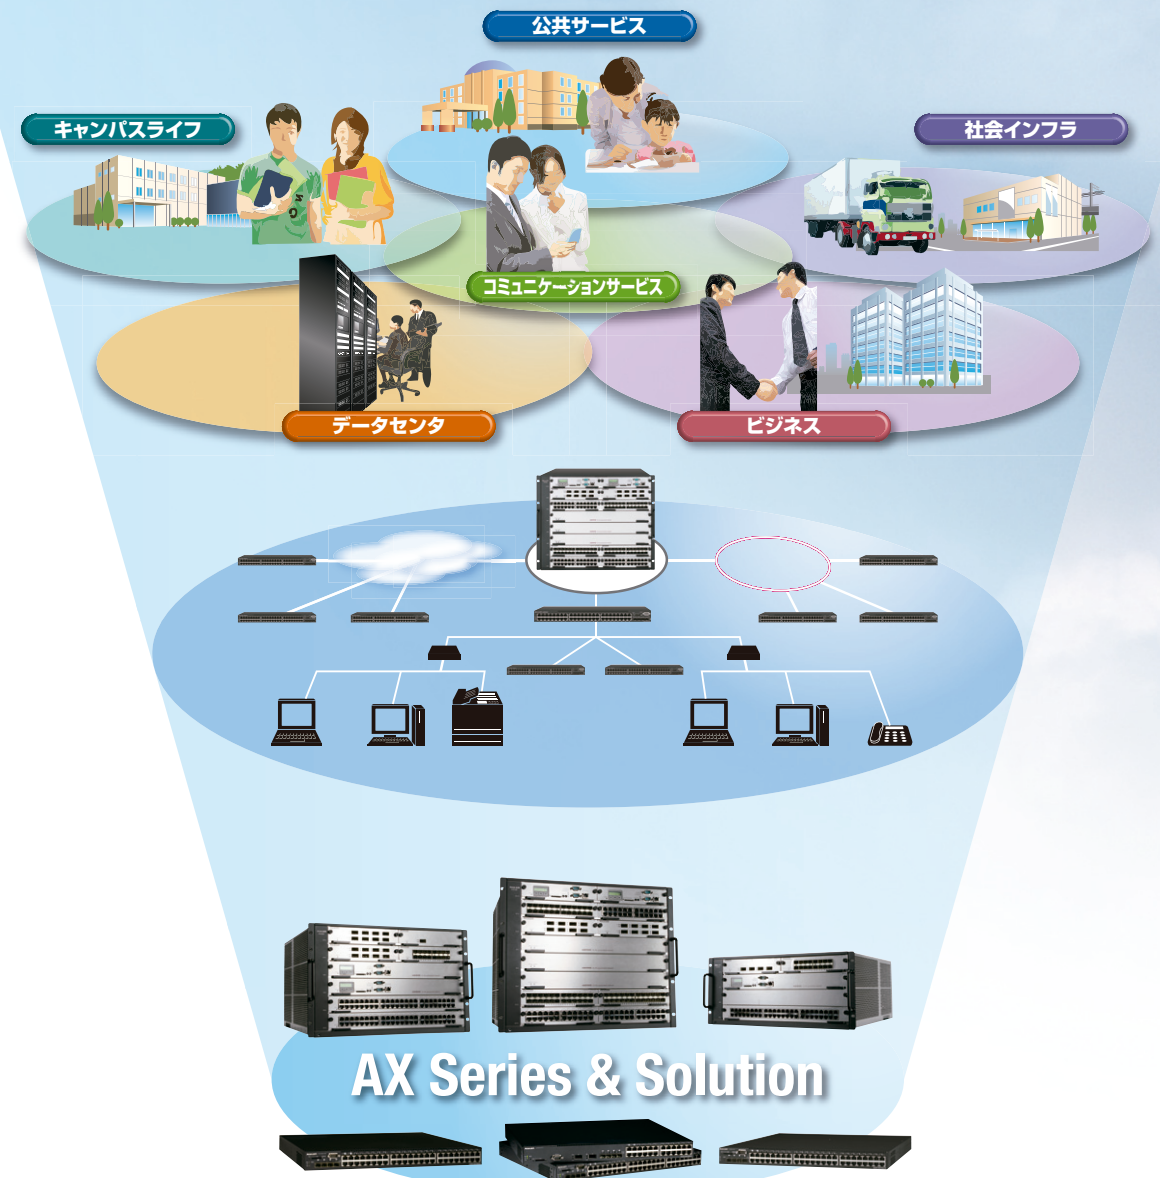 公共サービス
キャンパスライフ
社会インフラ
コミュニケーションサービス
データセンタ
ビジネス
AX Series & Solution